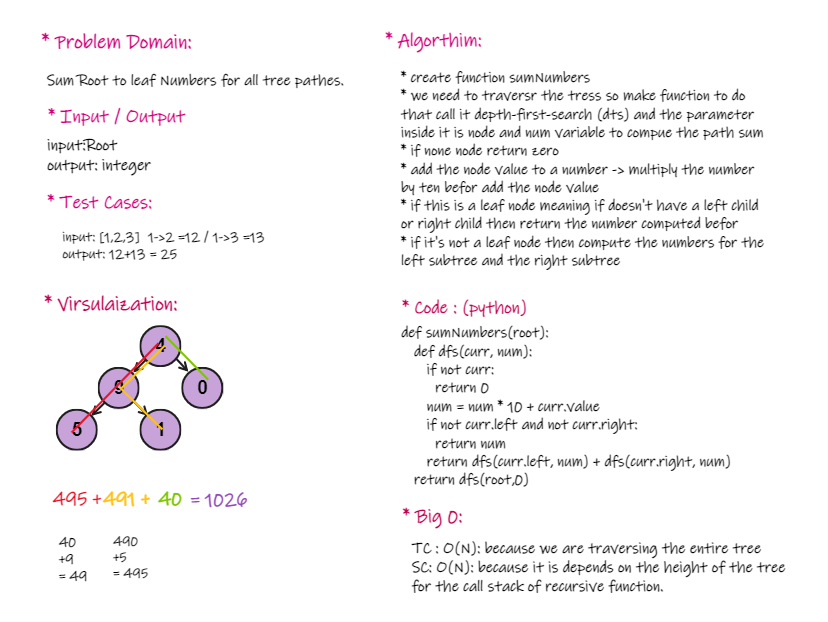 * Problem Domain:
Sum Root to leaf Numbers for all tree pathes.
* Input / Output
input:Root
output: integer
* Test Cases:
input: [1,2,3] 1->2 =12 / 1->3 =13
output: 12+13 = 25
* Virsulaization:
4
9
0
5
1
495 + 491 + 40 = 1026
40
+9
= 49
490
+5
= 495
* Algorthim:
* create function sumNumbers
* we need to traversr the tress so make function to do
that call it depth-first-search (dts) and the parameter
inside it is node and num variable to compue the path sum
* if none node return zero
* add the node value to a number -> multiply the number
by ten befor add the node value
* if this is a leaf node meaning if doesn't have a left child
or right child then return the number computed befor
* if it's not a leaf node then compute the numbers for the
left subtree and the right subtree
* Code : (python)
def sumNumbers(root):
def dfs(curr, num):
if not curr:
return 0
num = num * 10 + curr.value
if not curr.left and not curr.right:
return num
return dfs(curr.left, num) + dfs(curr.right, num)
return dfs(root,0)
* Big O:
TC : O(N): because we are traversing the entire tree
SC: O(N): because it is depends on the height of the tree
for the call stack of recursive function.